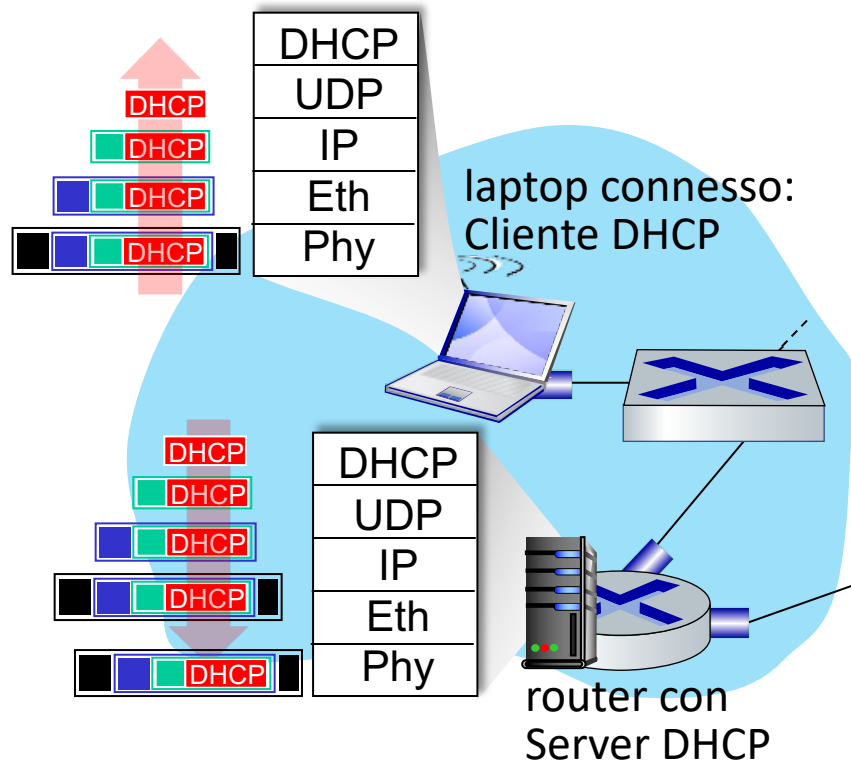 DHCP
UDP
IP
Eth
Phy
DHCP
DHCP
DHCP
DHCP
laptop connesso:
Cliente DHCP
DHCP
UDP
IP
Eth
Phy
DHCP
DHCP
DHCP
DHCP
DHCP
router con
Server DHCP